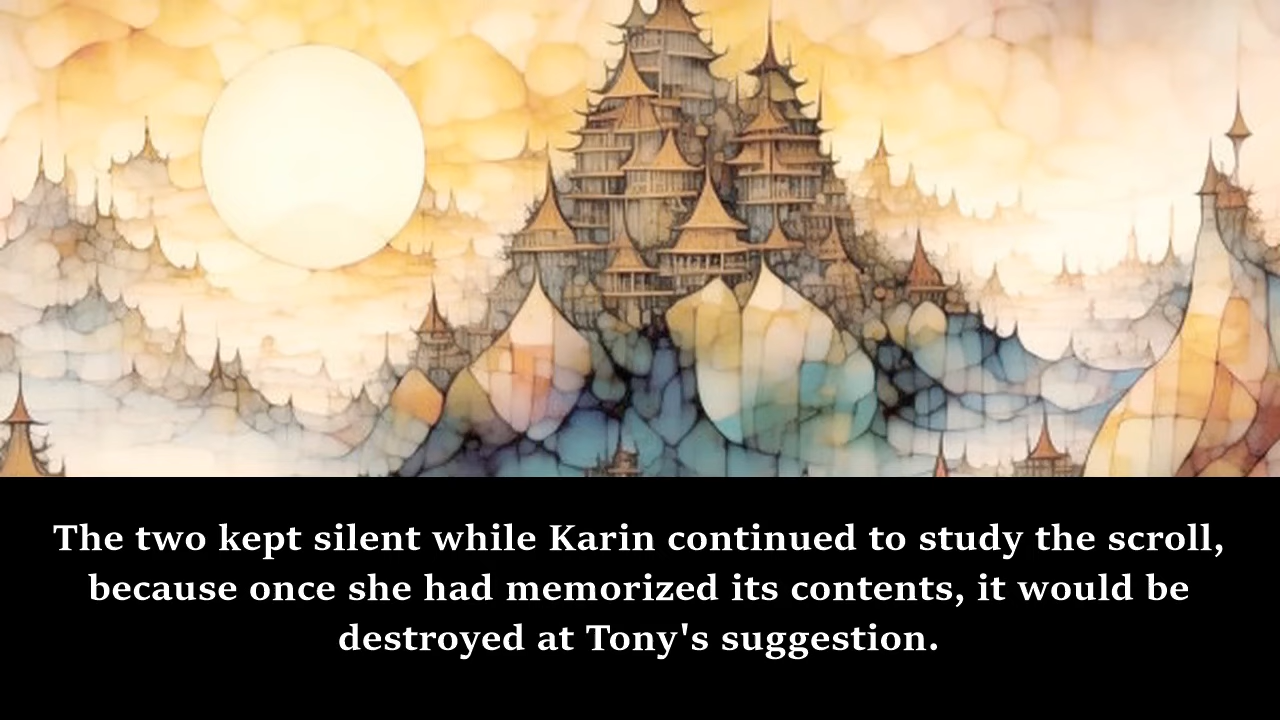 The two kept silent while Karin continued to study the scroll,
because once she had memorized its contents, it would be
destroyed at Tony's suggestion.